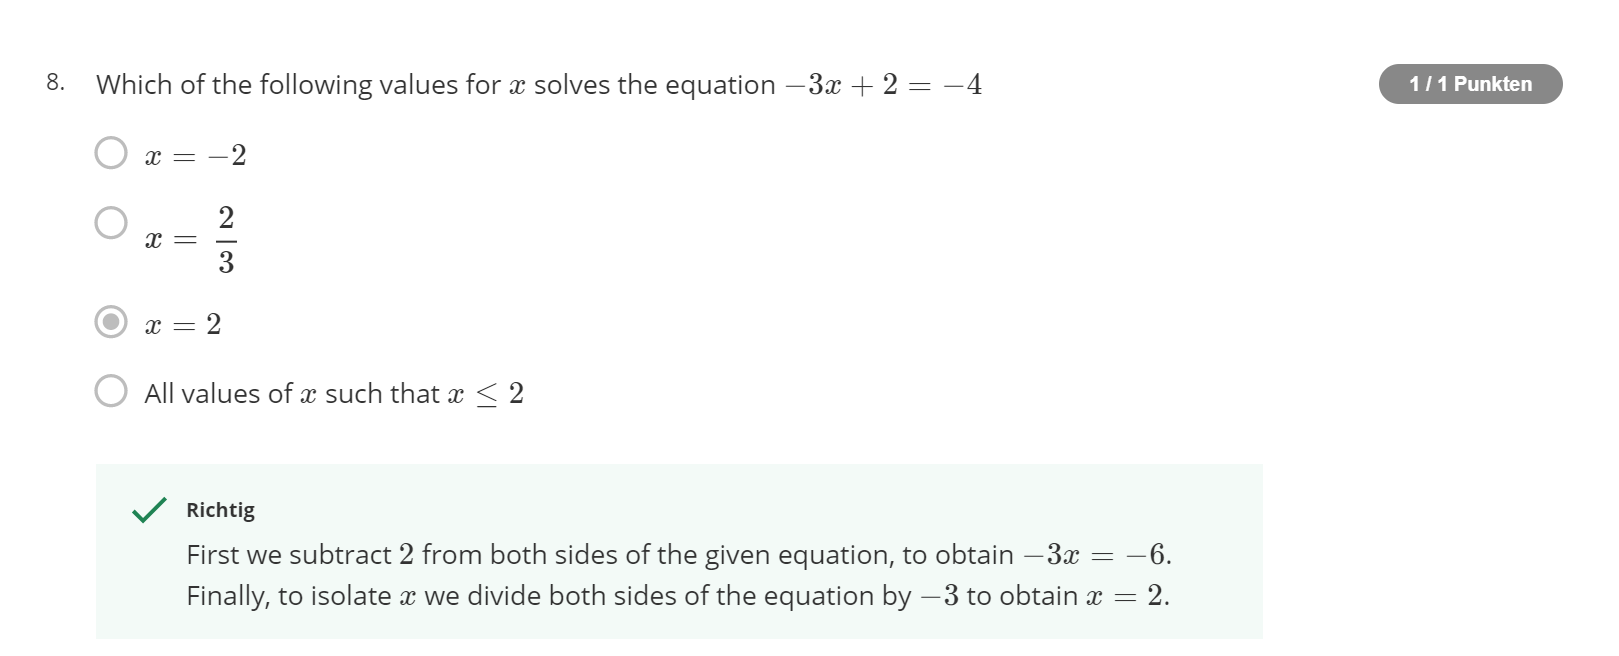 8. Which of the following values for x solves the equation −3x + 2 = −4
1 / 1 Punkten
x = −2
x = 2/3
x = 2
All values of x such that x ≤ 2
Richtig
First we subtract 2 from both sides of the given equation, to obtain −3x = −6.
Finally, to isolate x we divide both sides of the equation by −3 to obtain x = 2.